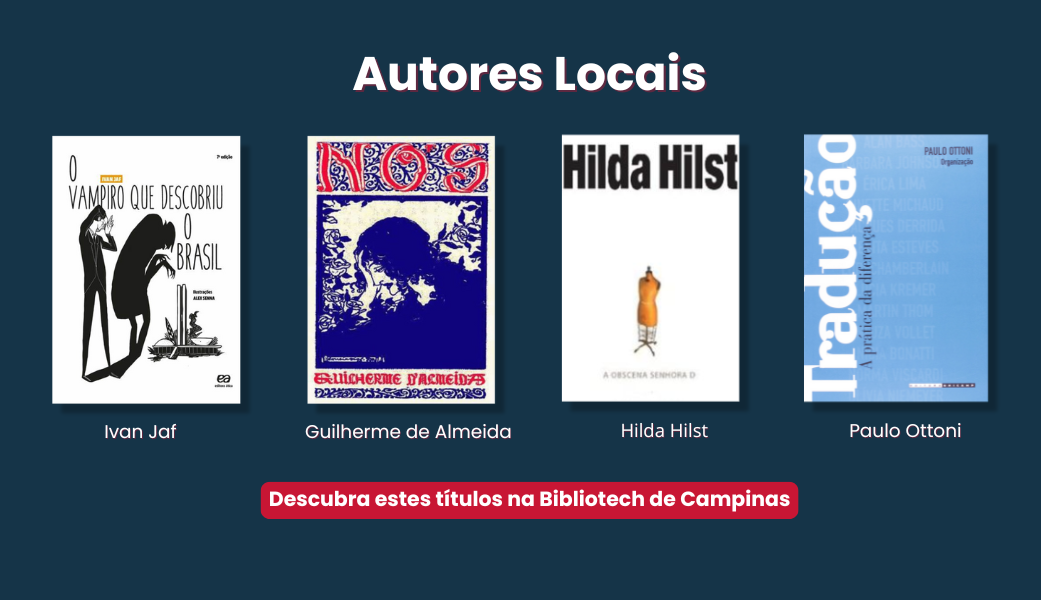 Autores Locais
7ª edição
O
IVAN JAF
VAMPIRO QUE DESCOBRIU
O
BRASIL
Ilustrações
ALEX SENNA
ea
editora ática
NÓS
GUILHERME D'ALMEIDA
Hilda Hilst
A OBSCENA SENHORA D
PAULO OTTONI
Organização
Tradução
A prática da diferença
ÉRICA LIMA
Ivan Jaf
Guilherme de Almeida
Hilda Hilst
Paulo Ottoni
Descubra estes títulos na Bibliotech de Campinas